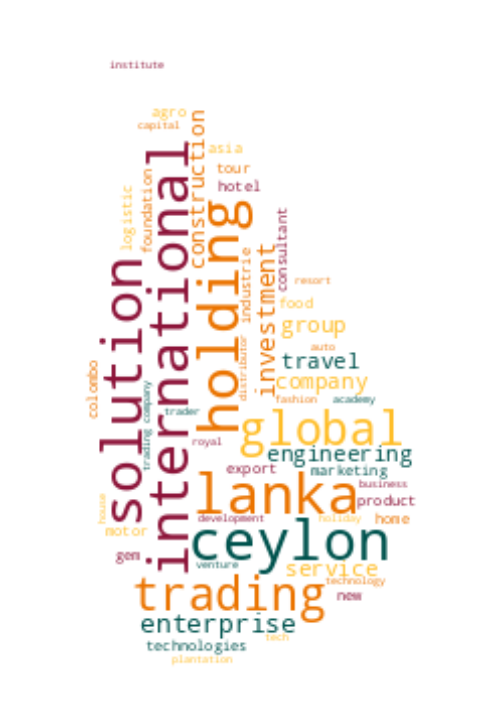 institute
agro
capital
construction
asia
tour
hotel
international
foundation
logistic
holding
consultant
investment
industrie
resort
solution
food
group
auto
distributor
travel
company
colombo
trading company
fashion
academy
trader
global
royal
engineering
export
marketing
lanka
business
product
house
development
holiday
home
motor
ceylon
gem
venture
service
technology
trading
new
enterprise
tech
technologies
plantation